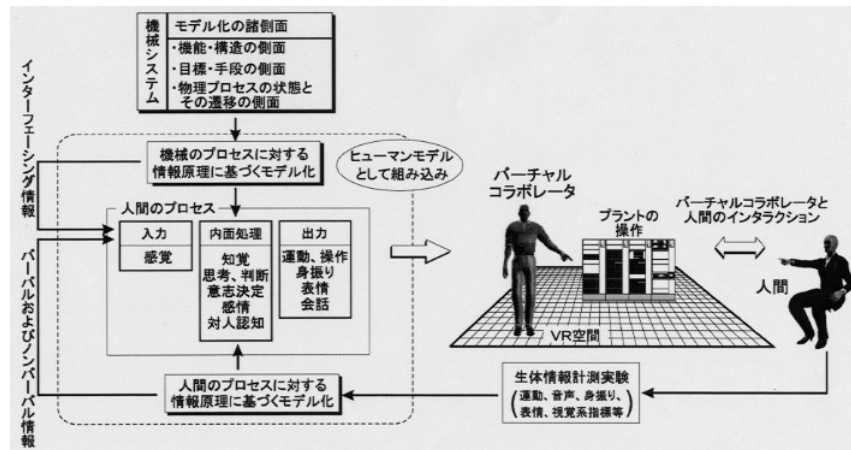 機械システム
モデル化の諸側面
・機能・構造の側面
・目標・手段の側面
・物理プロセスの状態と
その遷移の側面
インターフェーシング情報
機械のプロセスに対する
情報原理に基づくモデル化
ヒューマンモデル
として組み込み
人間のプロセス
入力
感覚
内面処理
知覚
思考、判断
意志決定
感情
対人認知
出力
運動、操作
身振り
表情
会話
バーバルおよびノンバーバル情報
人間のプロセスに対する
情報原理に基づくモデル化
バーチャル
コラボレータ
プラントの
操作
バーチャルコラボレータと
人間のインタラクション
人間
VR空間
生体情報計測実験
(運動、音声、身振り、
表情、視覚系指標等)